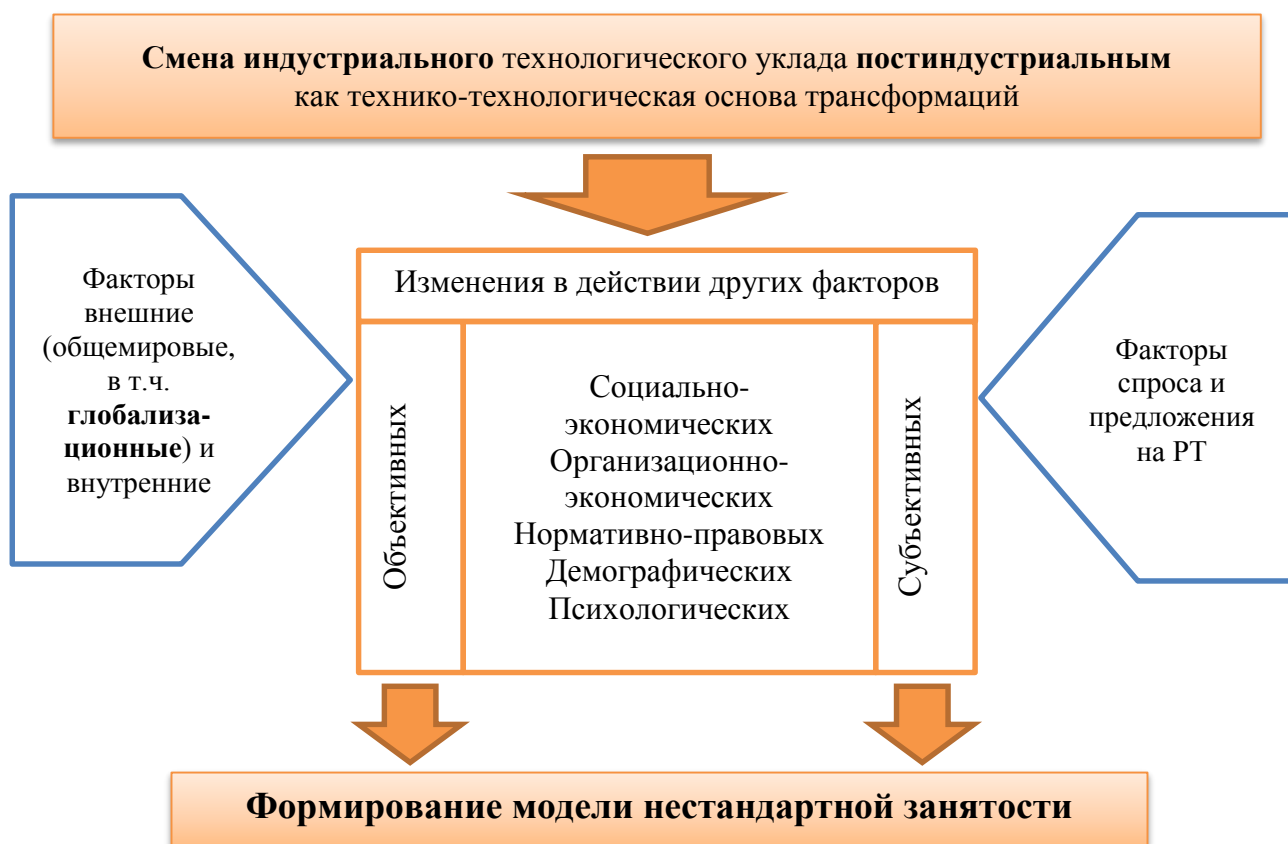 Смена индустриального технологического уклада постиндустриальным
как технико-технологическая основа трансформаций
Факторы
внешние
(общемировые,
в т.ч.
глобализа-
ционные) и
внутренние
Изменения в действии других факторов
Объективных
Социально-
экономических
Организационно-
экономических
Нормативно-правовых
Демографических
Психологических
Субъективных
Факторы
спроса и
предложения
на РТ
Формирование модели нестандартной занятости